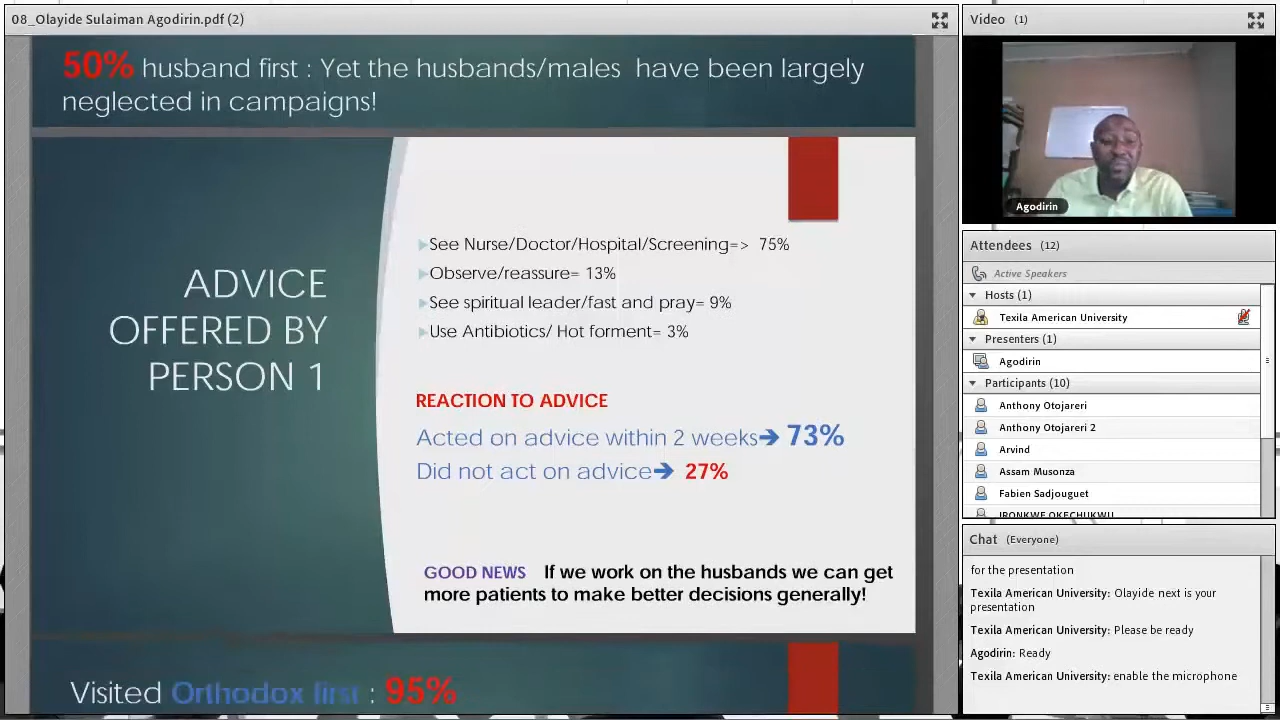 08_Olayide Sulaiman Agodirin.pdf (2)
50% husband first : Yet the husbands/males have been largely
neglected in campaigns!
ADVICE
OFFERED BY
PERSON 1
See Nurse/Doctor/Hospital/Screening=> 75%
Observe/reassure= 13%
See spiritual leader/fast and pray= 9%
Use Antibiotics/ Hot forment= 3%
REACTION TO ADVICE
Acted on advice within 2 weeks➔ 73%
Did not act on advice➔ 27%
GOOD NEWS If we work on the husbands we can get
more patients to make better decisions generally!
Visited Orthodox first : 95%
Video (1)
Agodirin
Attendees (12)
Active Speakers
Hosts (1)
Texila American University
Presenters (1)
Agodirin
Participants (10)
Anthony Otojareri
Anthony Otojareri 2
Arvind
Assam Musonza
Fabien Sadjouguet
IRONKWE OKECHUKWU
Chat (Everyone)
for the presentation
Texila American University: Olayide next is your
presentation
Texila American University: Please be ready
Agodirin: Ready
Texila American University: enable the microphone